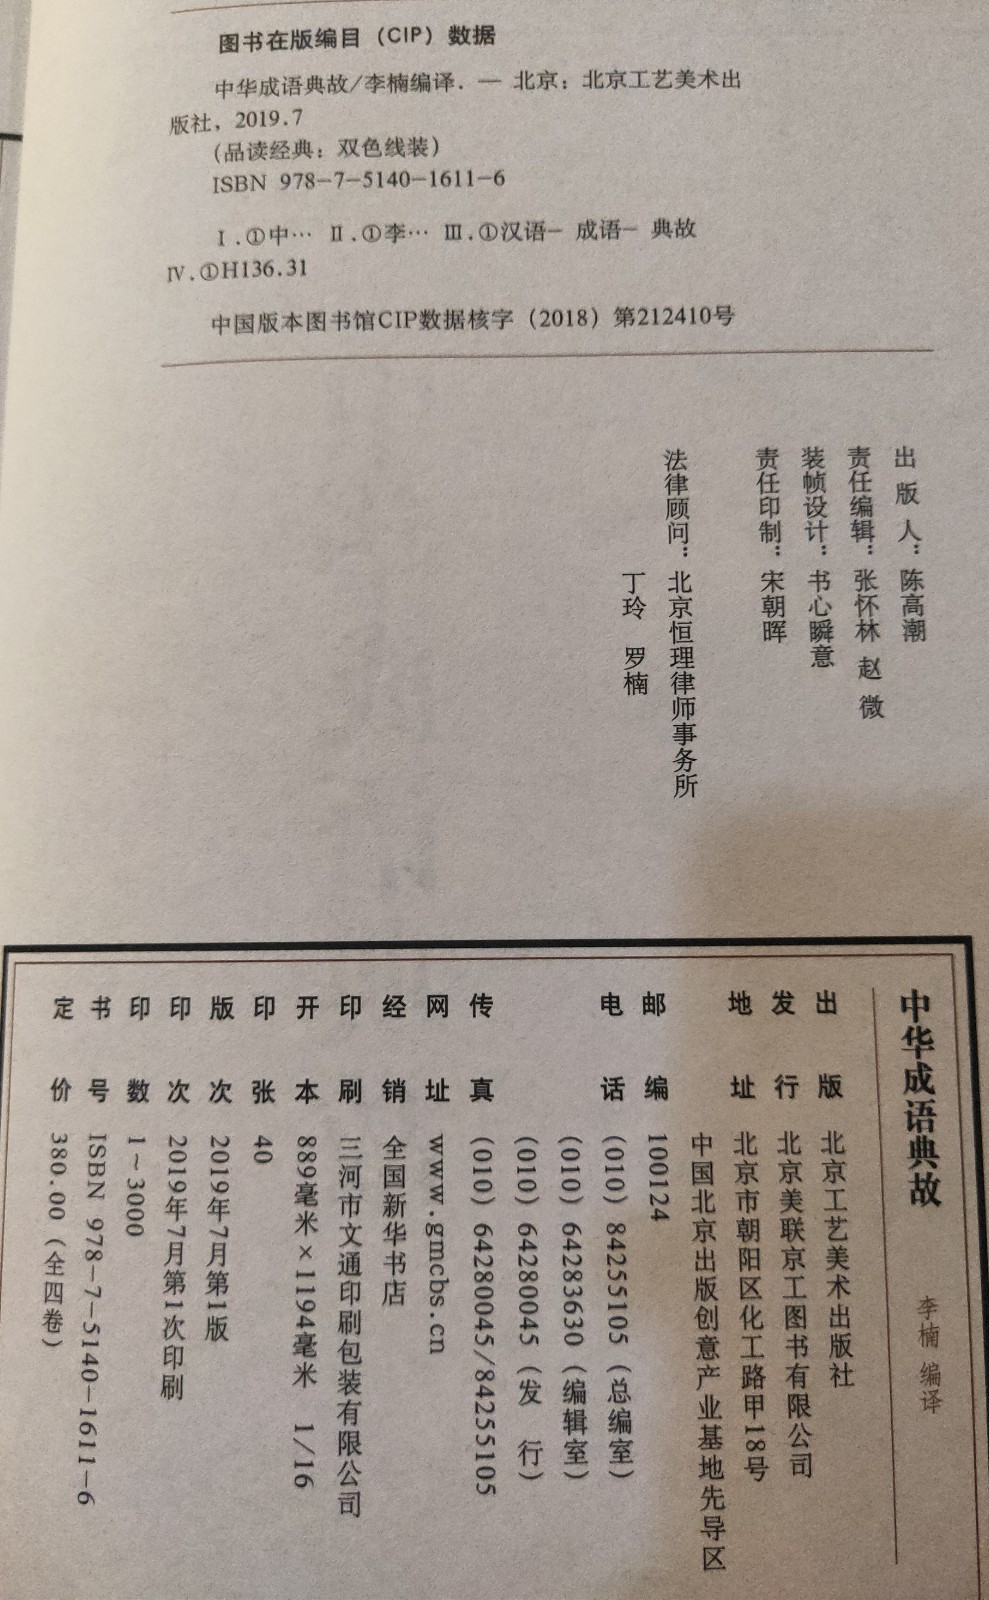 图书在版编目（CIP）数据
中华成语典故/李楠编译. — 北京：北京工艺美术出
版社，2019.7
（品读经典：双色线装）
ISBN 978-7-5140-1611-6
Ⅰ.①中… Ⅱ.①李… Ⅲ.①汉语- 成语- 典故
Ⅳ.①H136.31
中国版本图书馆CIP数据核字（2018）第212410号
出 版 人：陈高潮
责任编辑：张怀林 赵 微
装帧设计：书心瞬意
责任印制：宋朝晖
法律顾问：北京恒理律师事务所
丁玲 罗楠
中华成语典故 李楠 编译
出 版 北京工艺美术出版社
发 行 北京美联京工图书有限公司
地 址 北京市朝阳区化工路甲18号
中国北京出版创意产业基地先导区
邮 编 100124
电 话 (010) 84255105（总编室）
(010) 64283630（编辑室）
(010) 64280045（发 行）
传 真 (010) 64280045/84255105
网 址 www.gmcbs.cn
经 销 全国新华书店
印 刷 三河市文通印刷包装有限公司
开 本 889毫米×1194毫米 1/16
印 张 40
版 次 2019年7月第1版
印 次 2019年7月第1次印刷
印 数 1~3000
书 号 ISBN 978-7-5140-1611-6
定 价 380.00（全四卷）